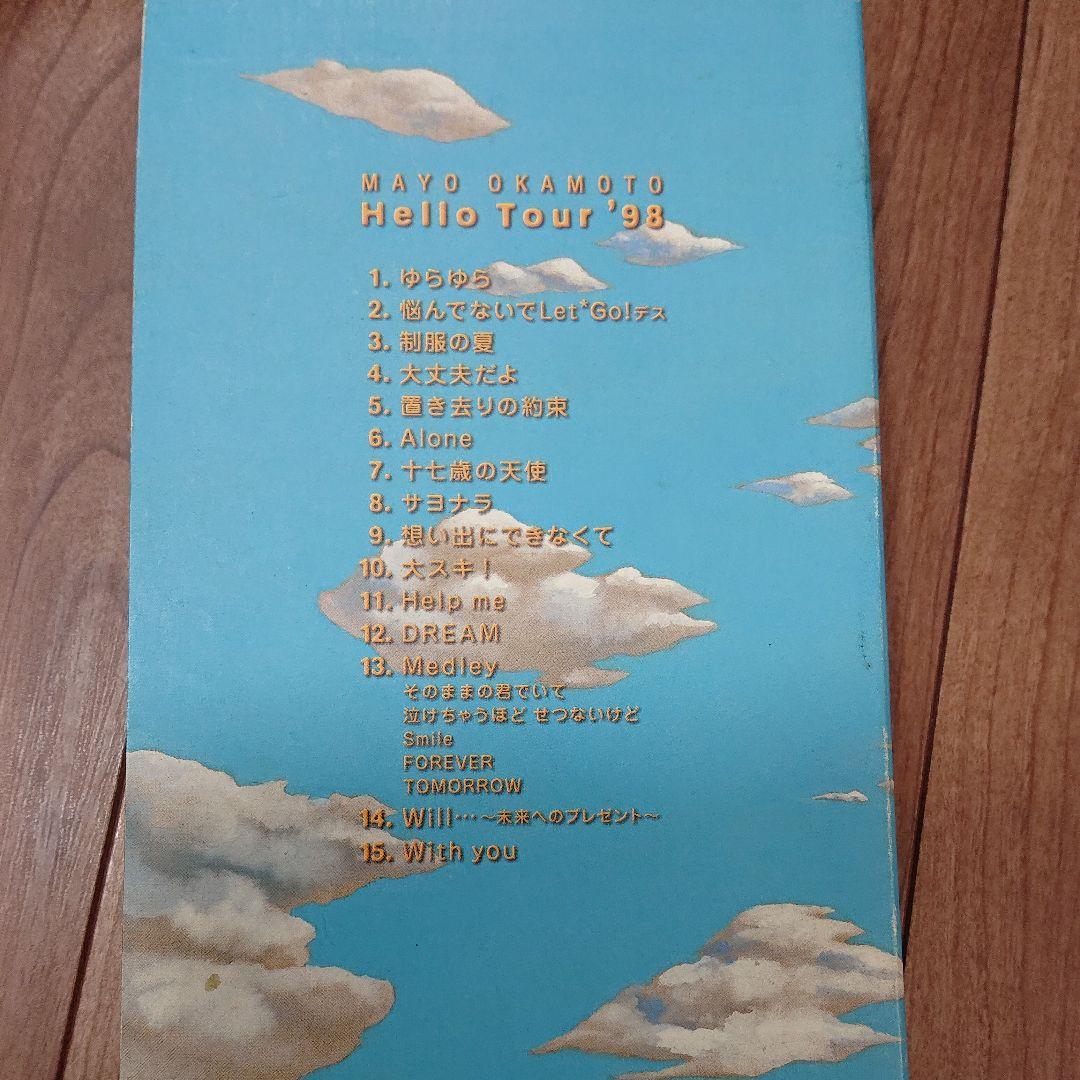 MAYO OKAMOTO
Hello Tour '98
1. ゆらゆら
2. 悩んでないでLet*Go!デス
3. 制服の夏
4. 大丈夫だよ
5. 置き去りの約束
6. Alone
7. 十七歳の天使
8. サヨナラ
9. 想い出にできなくて
10. 大スキ!
11. Help me
12. DREAM
13. Medley
そのままの君でいて
泣けちゃうほど せつないけど
Smile
FOREVER
TOMORROW
14. Will…～未来へのプレゼント～
15. With you